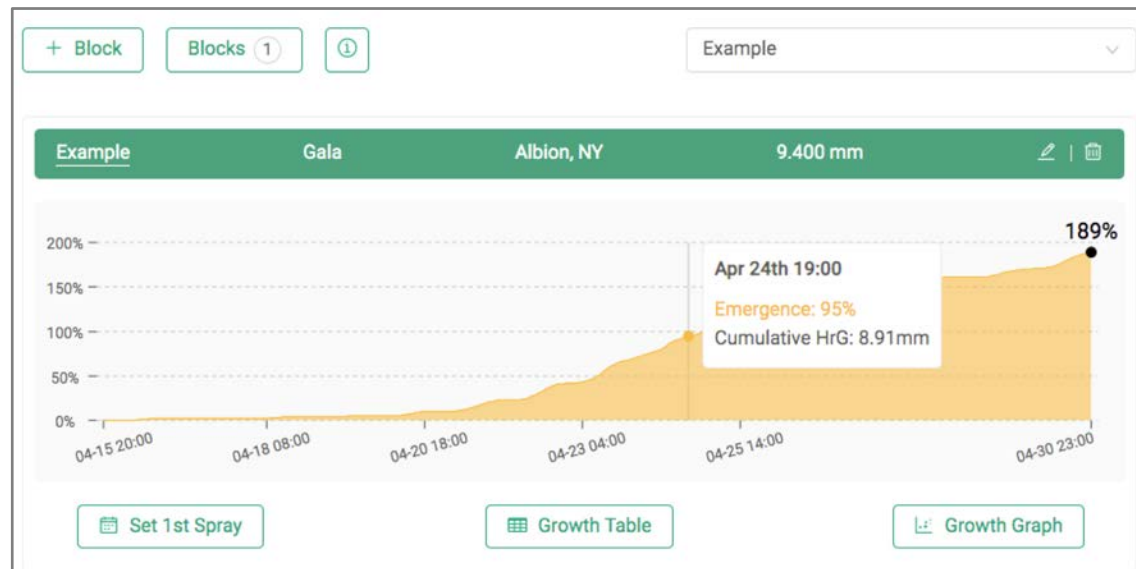 + Block
Blocks 1
Example
Example Gala Albion, NY 9.400 mm
189%
200%
150%
100%
50%
0%
Apr 24th 19:00
Emergence: 95%
Cumulative HrG: 8.91mm
04-15 20:00 04-18 08:00 04-20 18:00 04-23 04:00 04-25 14:00 04-30 23:00
Set 1st Spray Growth Table Growth Graph